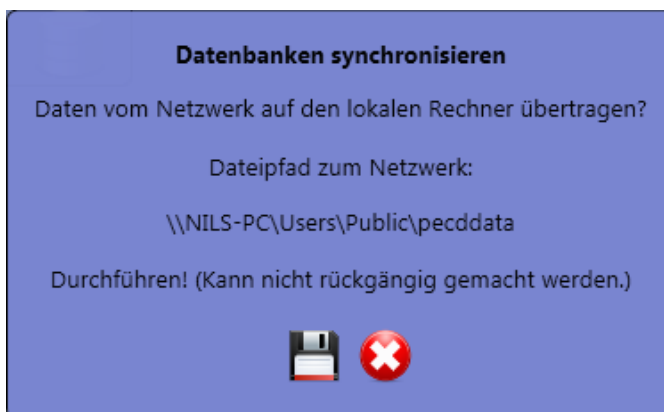 Datenbanken synchronisieren
Daten vom Netzwerk auf den lokalen Rechner übertragen?
Dateipfad zum Netzwerk:
\\NILS-PC\Users\Public\pecddata
Durchführen! (Kann nicht rückgängig gemacht werden.)